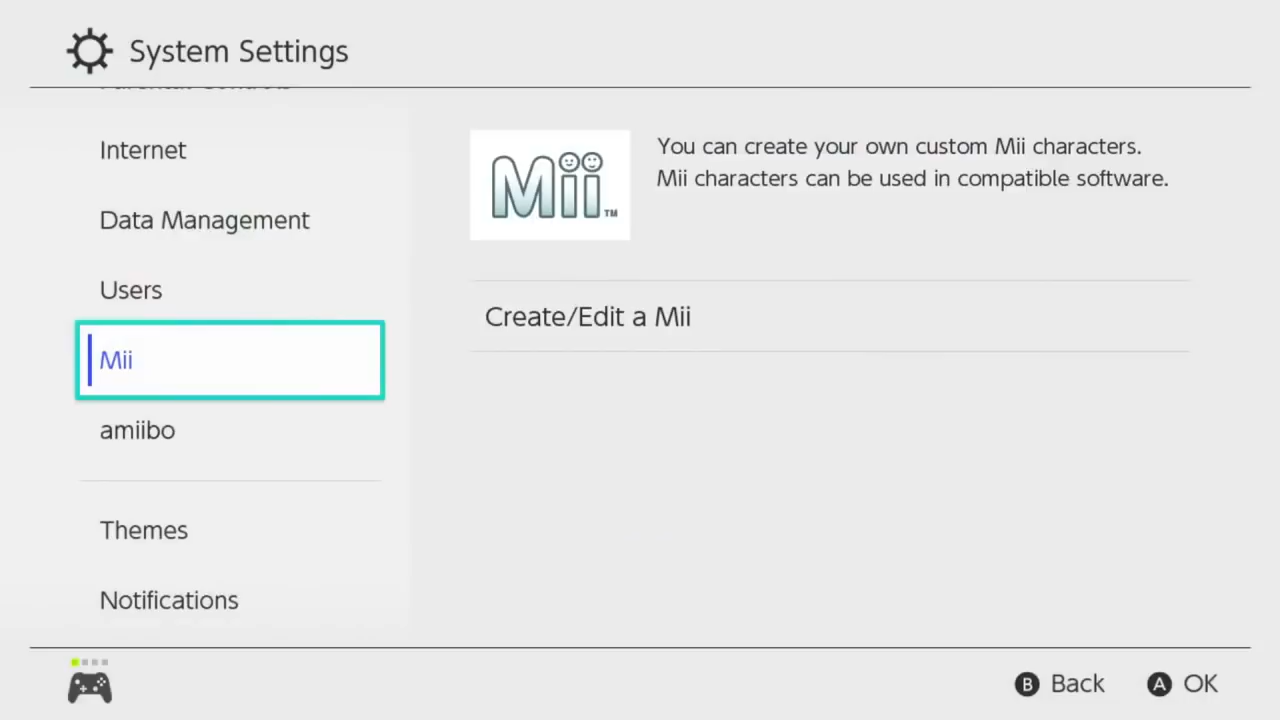 System Settings
Internet
Data Management
Users
Mii
amiibo
Themes
Notifications
Mii™
You can create your own custom Mii characters.
Mii characters can be used in compatible software.
Create/Edit a Mii
B Back
A OK